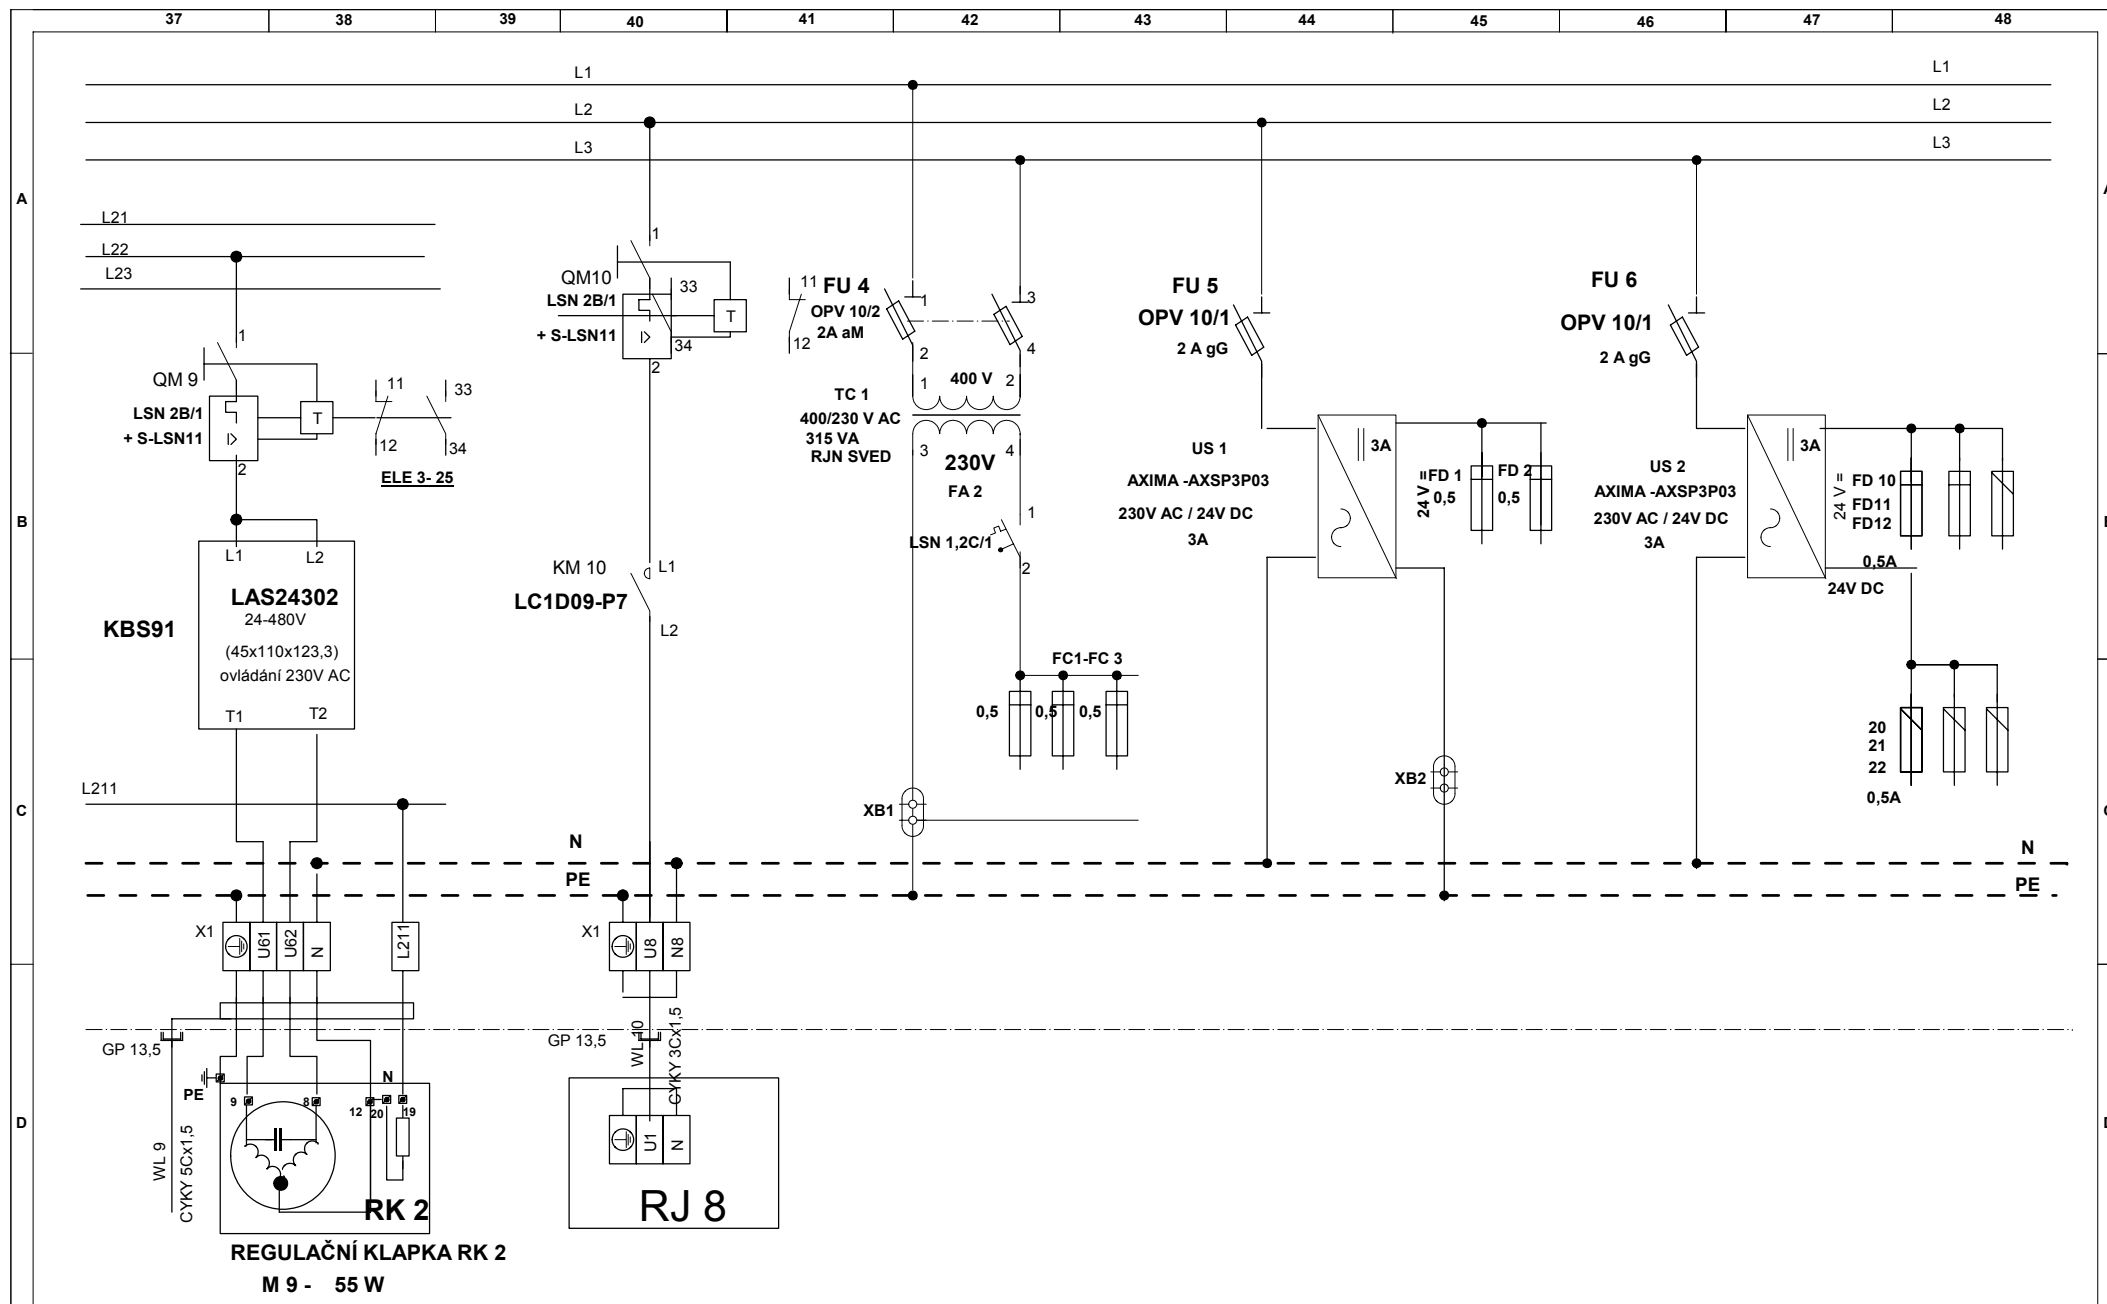 37 38 39 40 41 42 43 44 45 46 47 48
L1 L1
L2 L2
L3 L3
A A
L21
L22
L23
1
QM10
LSN 2B/1
+ S-LSN11
33
34
T
2
11
12
FU 4
OPV 10/2
2A aM
1
2
3
4
FU 5
OPV 10/1
2 A gG
FU 6
OPV 10/1
2 A gG
1
QM 9
LSN 2B/1
+ S-LSN11
T
2
11
12
33
34
ELE 3- 25
TC 1
400/230 V AC
315 VA
RJN SVED
1
400 V
2
3
230V
4
FA 2
LSN 1,2C/1
1
2
US 1
AXIMA -AXSP3P03
230V AC / 24V DC
3A
3A
24 V =
FD 1
0,5
FD 2
0,5
US 2
AXIMA -AXSP3P03
230V AC / 24V DC
3A
3A
24 V =
FD 10
FD11
FD12
0,5A
24V DC
B
L1 L2
LAS24302
24-480V
(45x110x123,3)
ovládání 230V AC
T1 T2
KBS91
KM 10
LC1D09-P7
L1
L2
FC1-FC 3
0,5 0,5 0,5
XB1
XB2
20
21
22
0,5A
C
L211
N N
PE PE
X1
U61
U62
N
L211
X1
U8
N8
GP 13,5
GP 13,5
WL 10
CYKY 3Cx1,5
PE
N
9 8 12 20 19
D
WL 9
CYKY 5Cx1,5
RK 2
U1
N
RJ 8
REGULAČNÍ KLAPKA RK 2
M 9 - 55 W